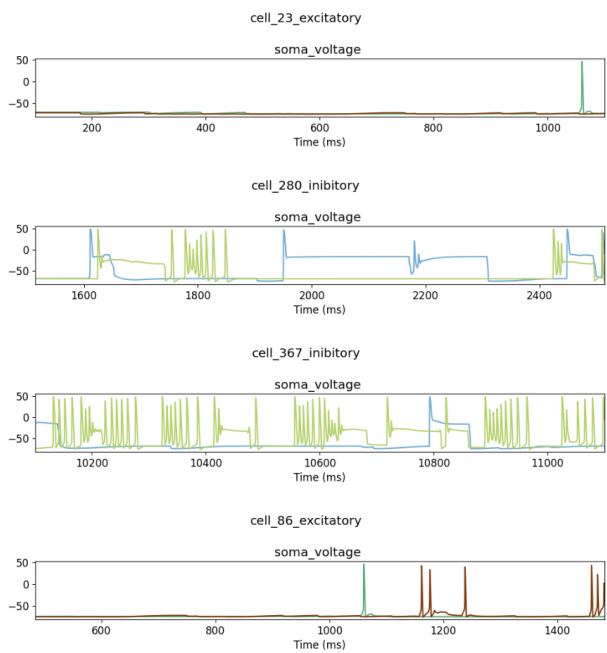 cell_23_excitatory
soma_voltage
50
0
−50
200 400 600 800 1000
Time (ms)
cell_280_inibitory
soma_voltage
50
0
−50
1600 1800 2000 2200 2400
Time (ms)
cell_367_inibitory
soma_voltage
50
0
−50
10200 10400 10600 10800 11000
Time (ms)
cell_86_excitatory
soma_voltage
50
0
−50
600 800 1000 1200 1400
Time (ms)